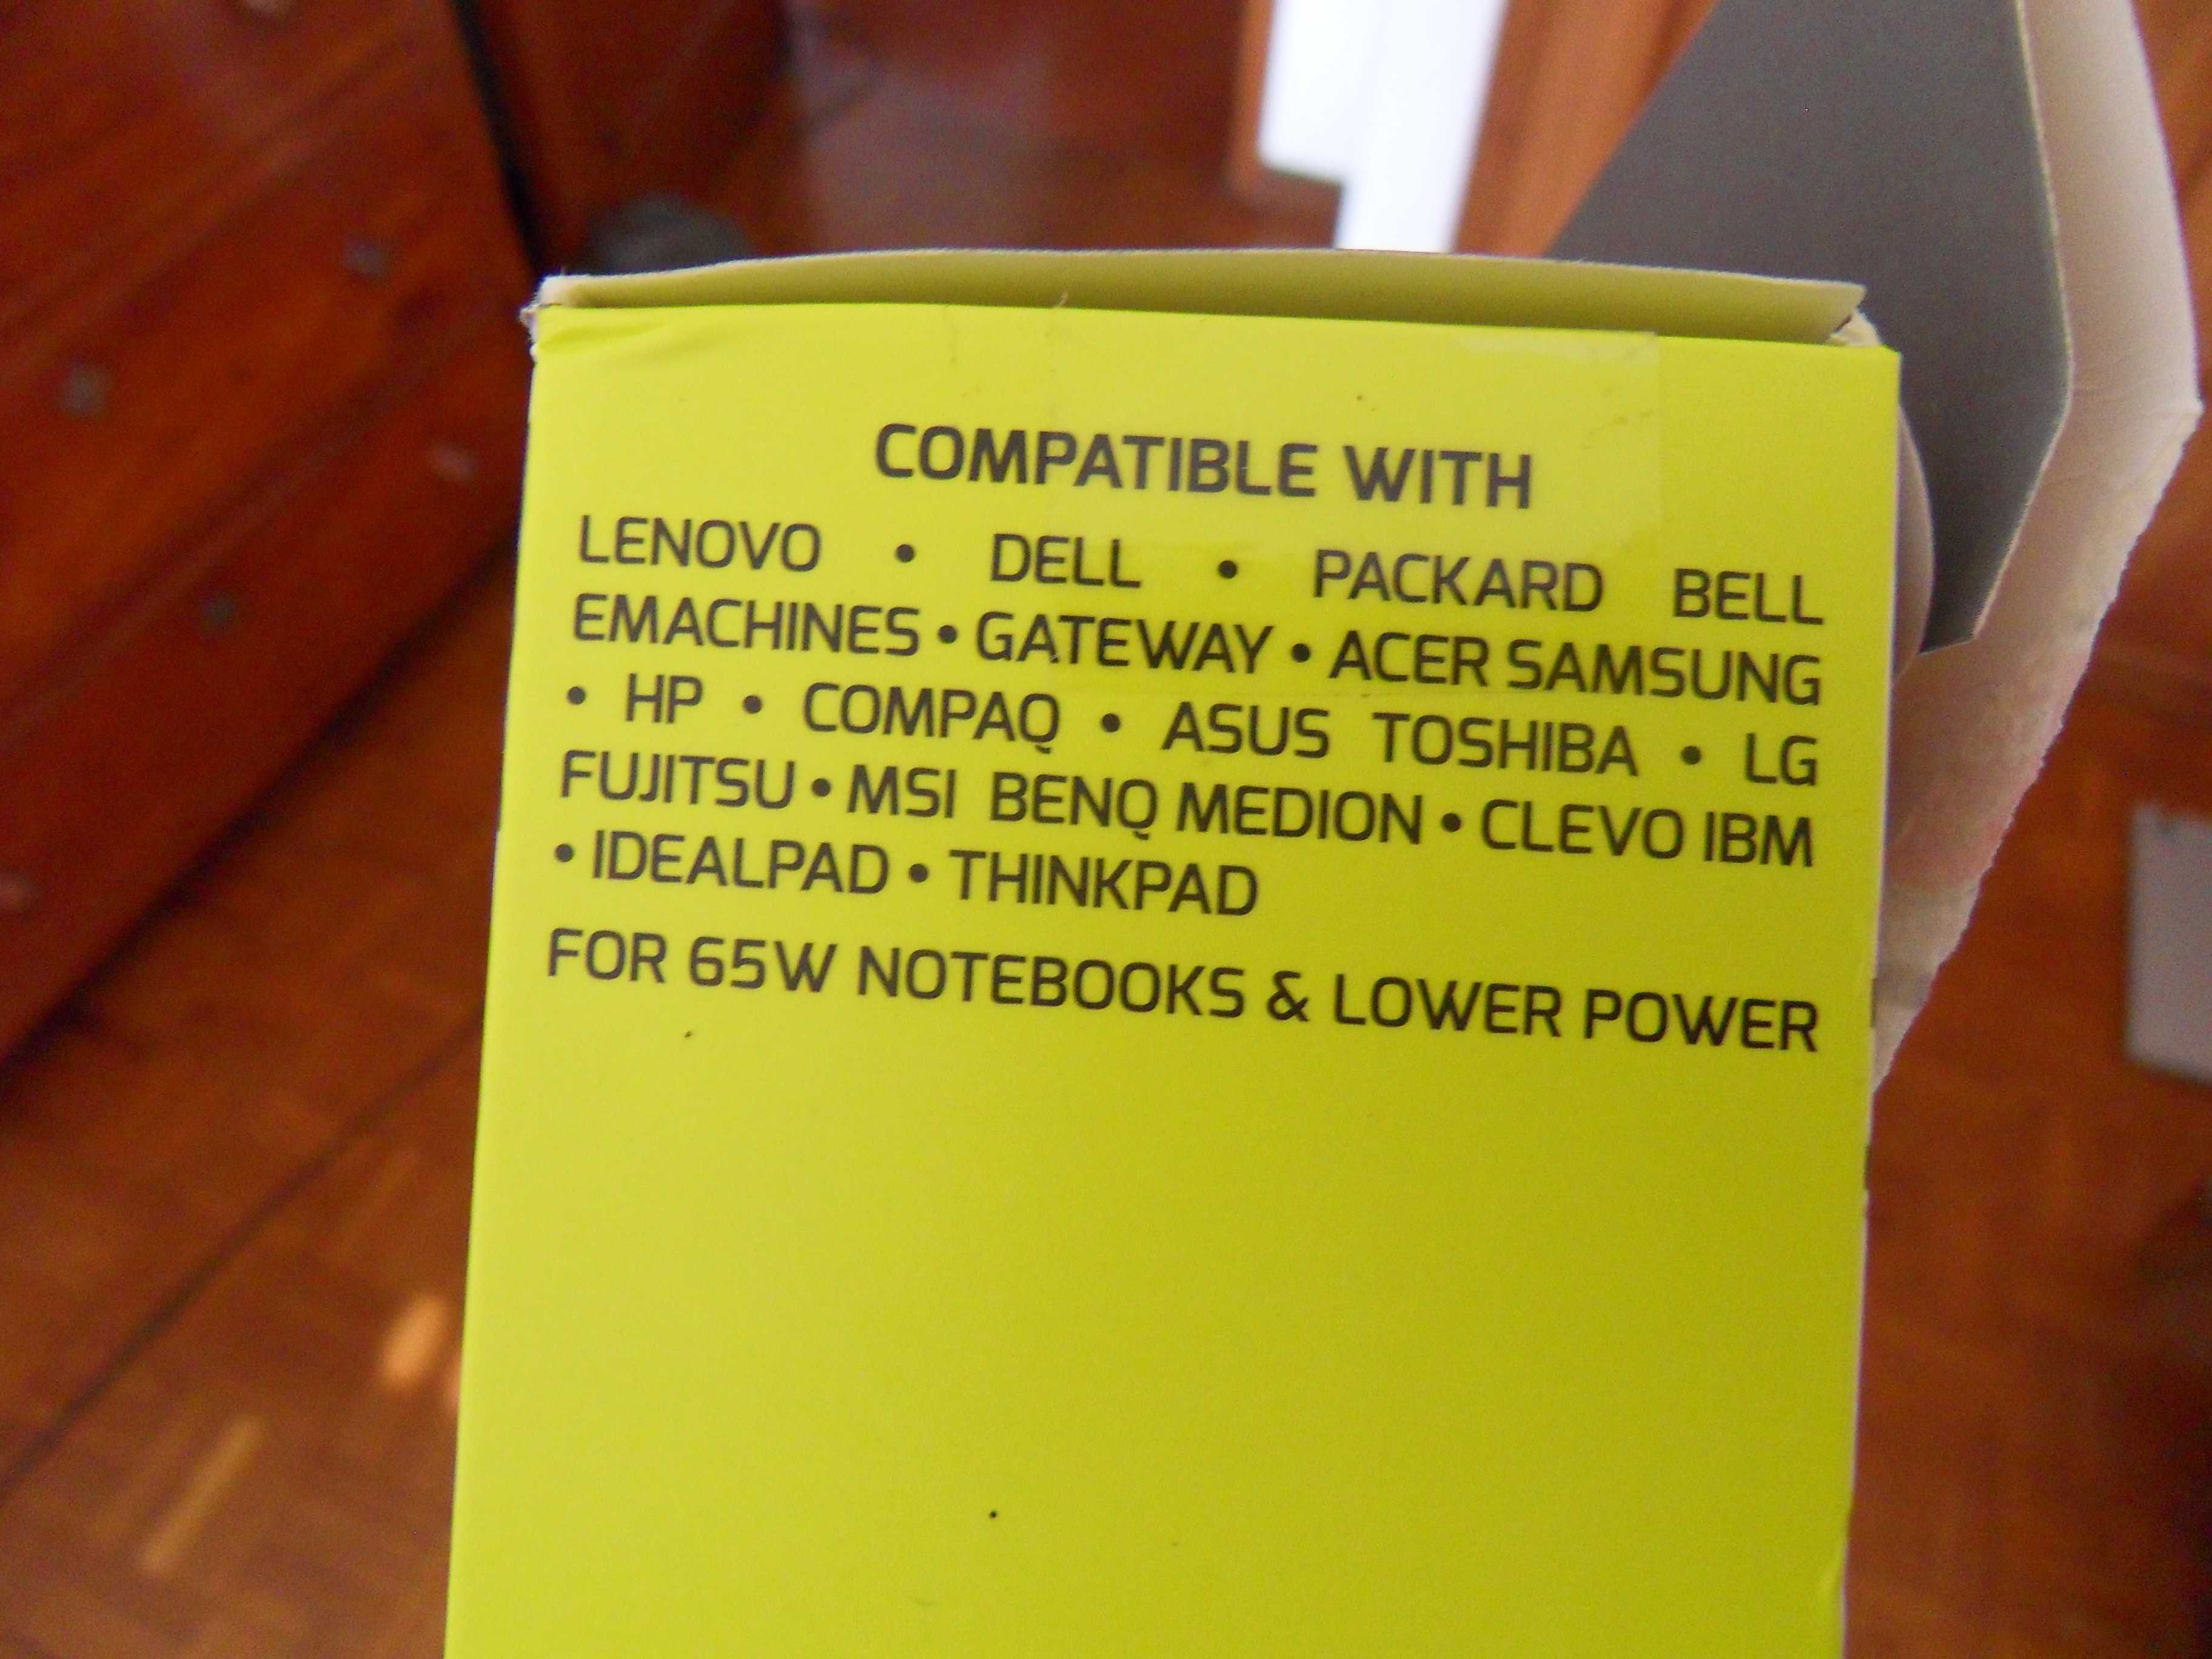 COMPATIBLE WITH
LENOVO • DELL • PACKARD BELL
EMACHINES • GATEWAY • ACER SAMSUNG
• HP • COMPAQ • ASUS TOSHIBA • LG
FUJITSU • MSI BENQ MEDION • CLEVO IBM
• IDEALPAD • THINKPAD
FOR 65W NOTEBOOKS & LOWER POWER